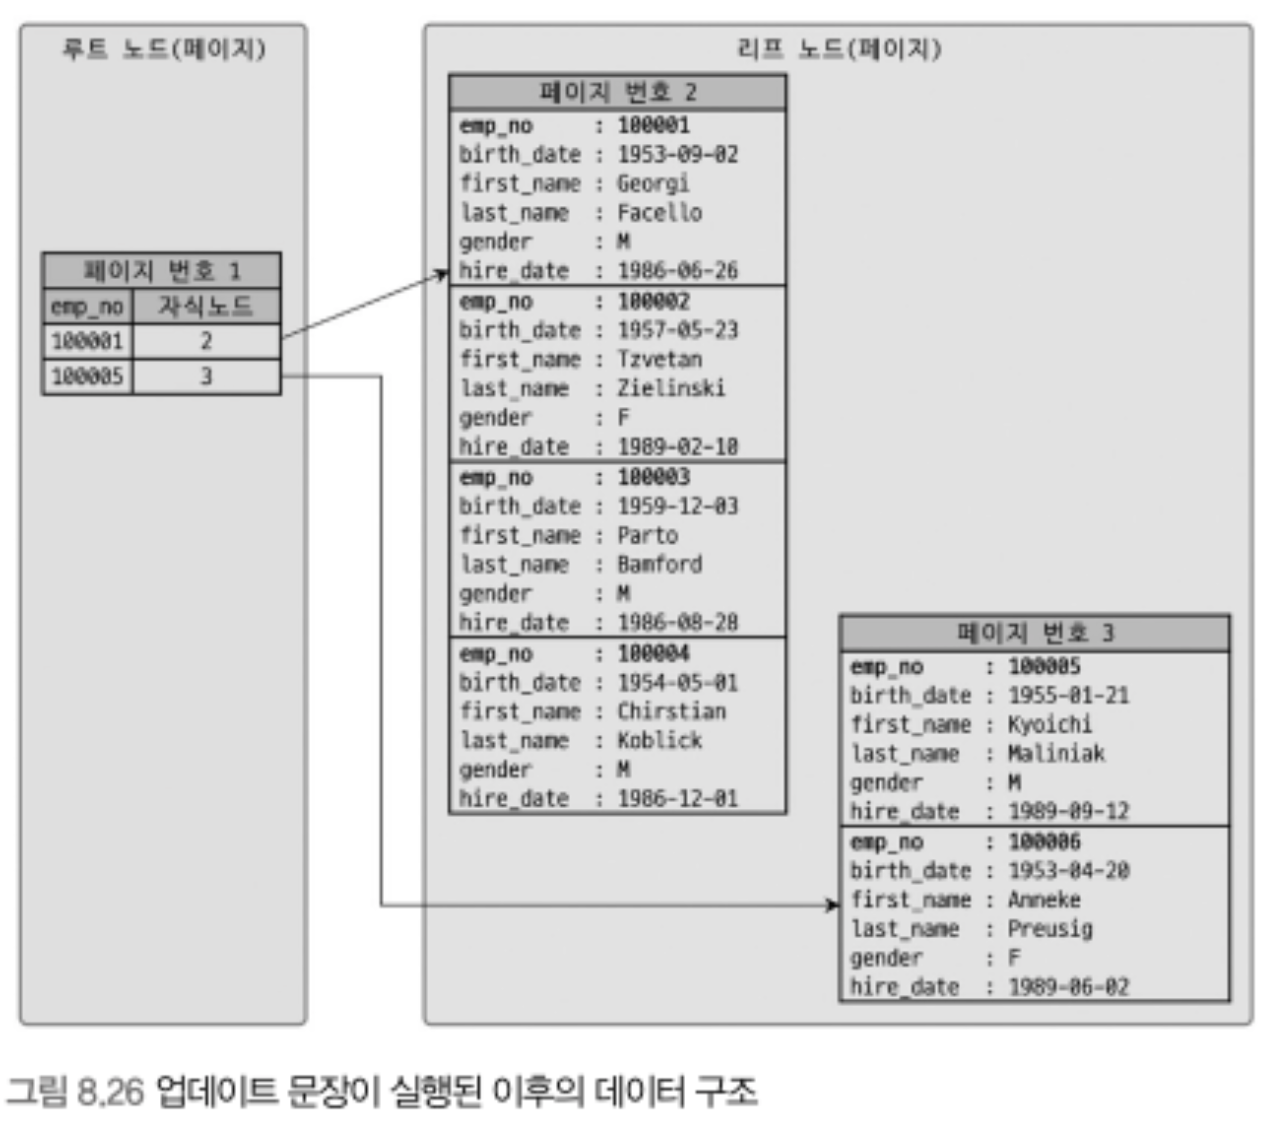 루트 노드(페이지)
페이지 번호 1
emp_no 자식노드
100001 2
100005 3
리프 노드(페이지)
페이지 번호 2
emp_no : 100001
birth_date : 1953-09-02
first_name : Georgi
last_name : Facello
gender : M
hire_date : 1986-06-26
emp_no : 100002
birth_date : 1957-05-23
first_name : Tzvetan
last_name : Zielinski
gender : F
hire_date : 1989-02-10
emp_no : 100003
birth_date : 1959-12-03
first_name : Parto
last_name : Bamford
gender : M
hire_date : 1986-08-28
emp_no : 100004
birth_date : 1954-05-01
first_name : Chirstian
last_name : Koblick
gender : M
hire_date : 1986-12-01
페이지 번호 3
emp_no : 100005
birth_date : 1955-01-21
first_name : Kyoichi
last_name : Maliniak
gender : M
hire_date : 1989-09-12
emp_no : 100006
birth_date : 1953-04-20
first_name : Anneke
last_name : Preusig
gender : F
hire_date : 1989-06-02
그림 8.26 업데이트 문장이 실행된 이후의 데이터 구조